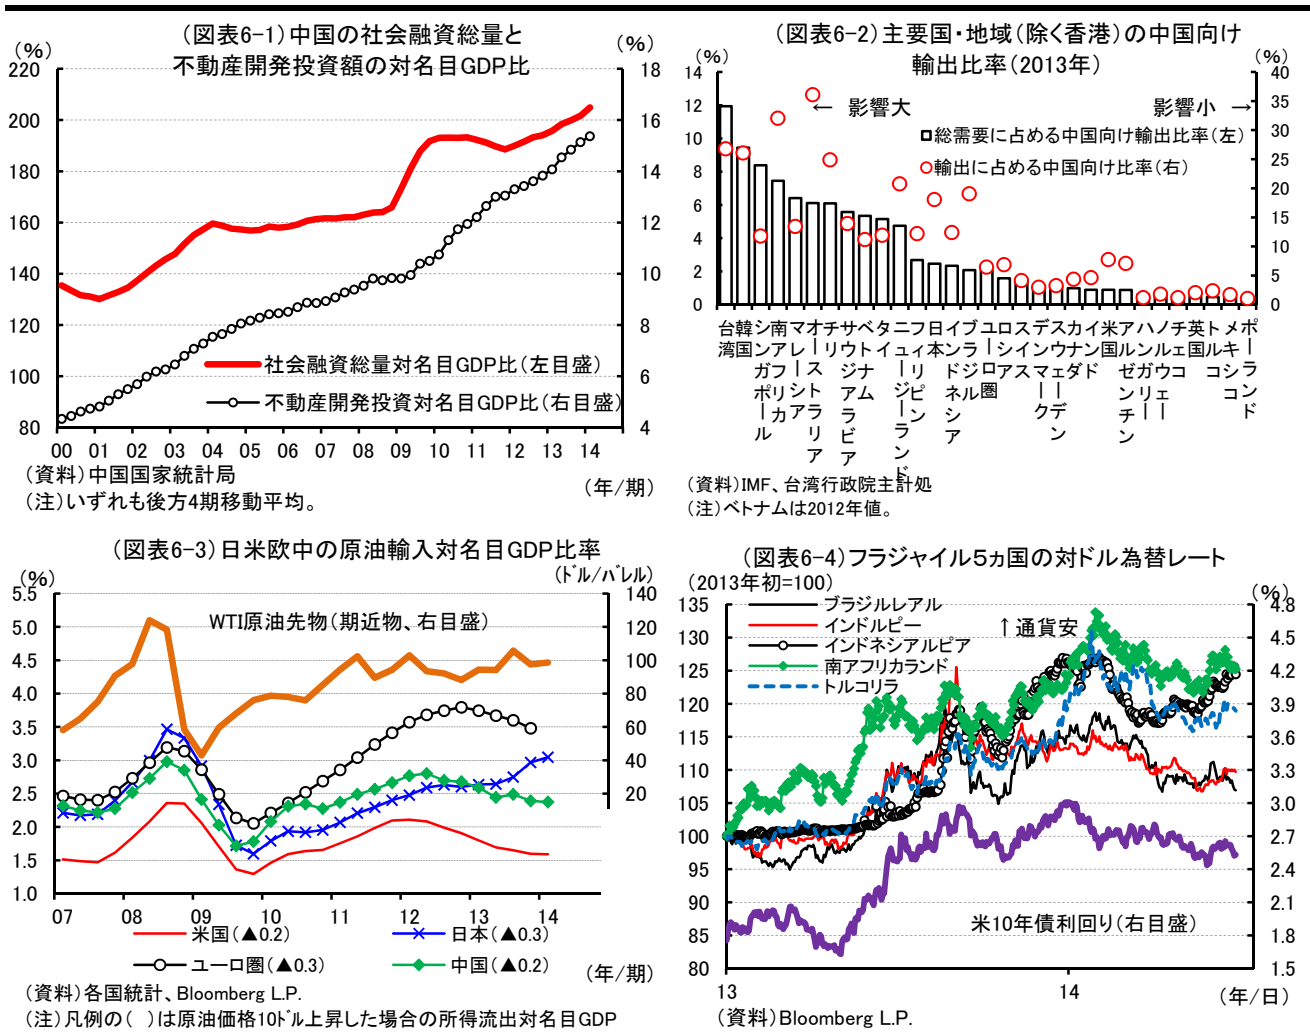 (図表6-1)中国の社会融資総量と
不動産開発投資額の対名目GDP比
(%)
(%)
220
200
180
160
140
120
100
80
18
16
14
12
10
8
6
4
社会融資総量対名目GDP比(左目盛)
不動産開発投資対名目GDP比(右目盛)
00 01 02 03 04 05 06 07 08 09 10 11 12 13 14
(年/期)
(資料)中国国家統計局
(注)いずれも後方4期移動平均。
(図表6-2)主要国・地域(除く香港)の中国向け
輸出比率(2013年)
(%)
(%)
14
12
10
8
6
4
2
0
40
35
30
25
20
15
10
5
0
← 影響大
影響小 →
総需要に占める中国向け輸出比率(左)
輸出に占める中国向け比率(右)
台湾
韓国
シンガポール
南アフリカ
マレーシア
オーストラリア
チリ
サウジアラビア
ベトナム
タイ
ニュージーランド
フィリピン
日本
インドネシア
ブラジル
ユーロ圏
ロシア
スイス
デンマーク
スウェーデン
カナダ
インド
米国
アルゼンチン
ハンガリー
ノルウェー
チェコ
英国
トルコ
メキシコ
ポーランド
(資料)IMF、台湾行政院主計処
(注)ベトナムは2012年値。
(図表6-3)日米欧中の原油輸入対名目GDP比率
(%)
(ドル/バレル)
5.5
5.0
4.5
4.0
3.5
3.0
2.5
2.0
1.5
1.0
140
120
100
80
60
40
20
WTI原油先物(期近物、右目盛)
07 08 09 10 11 12 13 14
米国(▲0.2)
日本(▲0.3)
ユーロ圏(▲0.3)
中国(▲0.2)
(年/期)
(資料)各国統計、Bloomberg L.P.
(注)凡例の( )は原油価格10ドル上昇した場合の所得流出対名目GDP
(図表6-4)フラジャイル5ヵ国の対ドル為替レート
(2013年初=100)
(%)
135
130
125
120
115
110
105
100
95
90
85
80
4.8
4.5
4.2
3.9
3.6
3.3
3.0
2.7
2.4
2.1
1.8
1.5
ブラジルレアル
インドルピー
インドネシアルピア
南アフリカランド
トルコリラ
↑通貨安
米10年債利回り(右目盛)
13 14
(年/日)
(資料)Bloomberg L.P.